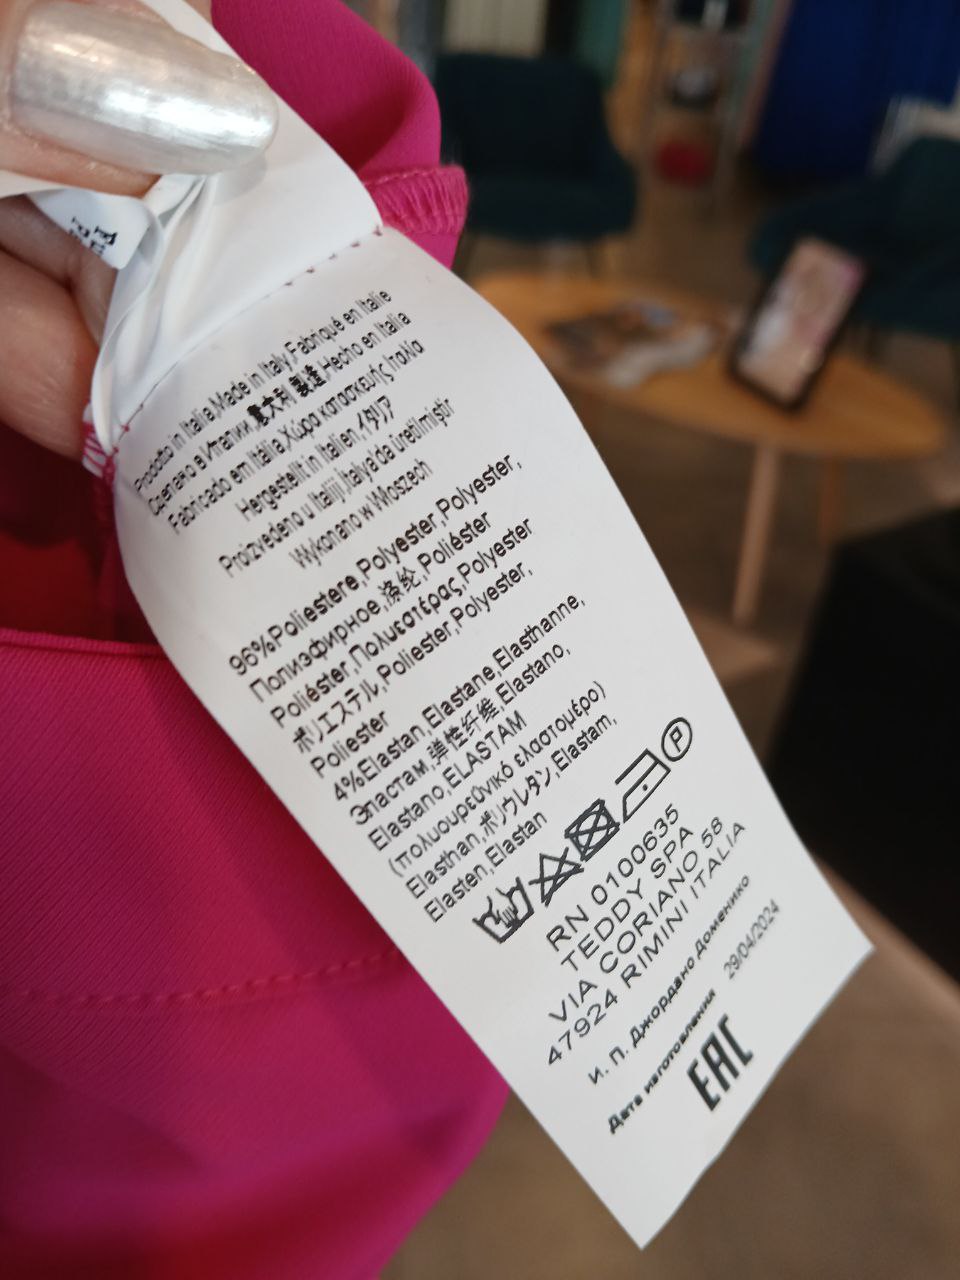 Prodotto in Italia,Made in Italy,Fabriqué en Italie
Сделано в Италии 意大利 製造 Hecho en Italia
Fabricado em Itália,Χώρα κατασκευής Ιταλία
Hergestellt in Italien,イタリア
Proizvedeno u Italiji,Italya'da üretilmiştir
Wykonano w Włoszech
96%Poliestere,Polyester,Polyester,
Полиэфирное,涤纶,Poliéster
Poliéster,Πολυεστέρας,Polyester
ポリエステル,Poliester,Polyester,
Poliester
4%Elastan,Elastane,Elasthanne,
Эластам,弹性纤维,Elastano,
Elastano,ELASTAM
(πολυουρεϋνικό ελαστομερο)
Elasthan,ポリウレタン,Elastam,
Elasten,Elastan
P
RN 0100635
TEDDY SPA
VIA CORIANO 58
47924 RIMINI ITALIA
И. П. Джордано Доменико
Дата изготовления 29/04/2024
EAC